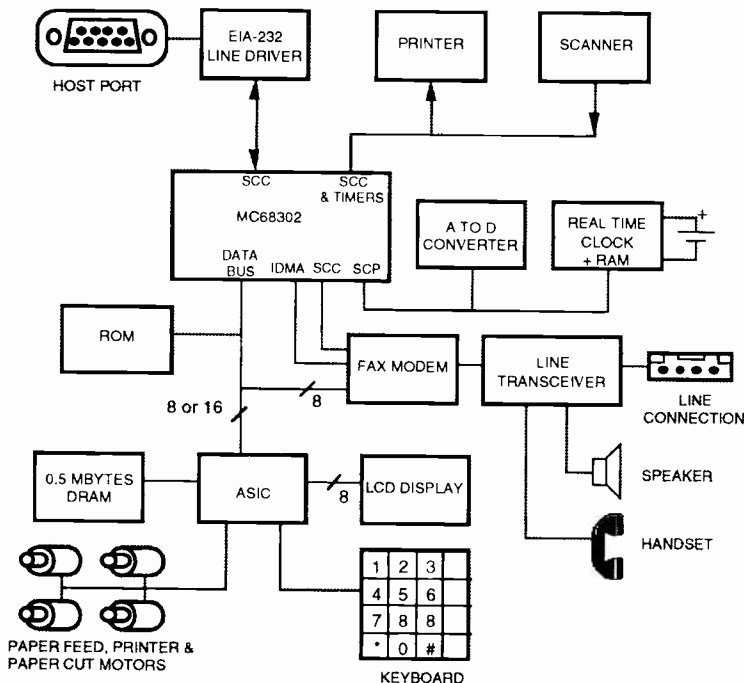 EIA-232
LINE DRIVER
PRINTER
SCANNER
HOST PORT
SCC
SCC
& TIMERS
MC68302
DATA
BUS
IDMA
SCC
SCP
A TO D
CONVERTER
REAL TIME
CLOCK
+ RAM
+
ROM
FAX MODEM
LINE
TRANSCEIVER
LINE
CONNECTION
8 or 16
8
0.5 MBYTES
DRAM
ASIC
8
LCD DISPLAY
SPEAKER
HANDSET
1 2 3
4 5 6
7 8 8
* 0 #
PAPER FEED, PRINTER &
PAPER CUT MOTORS
KEYBOARD